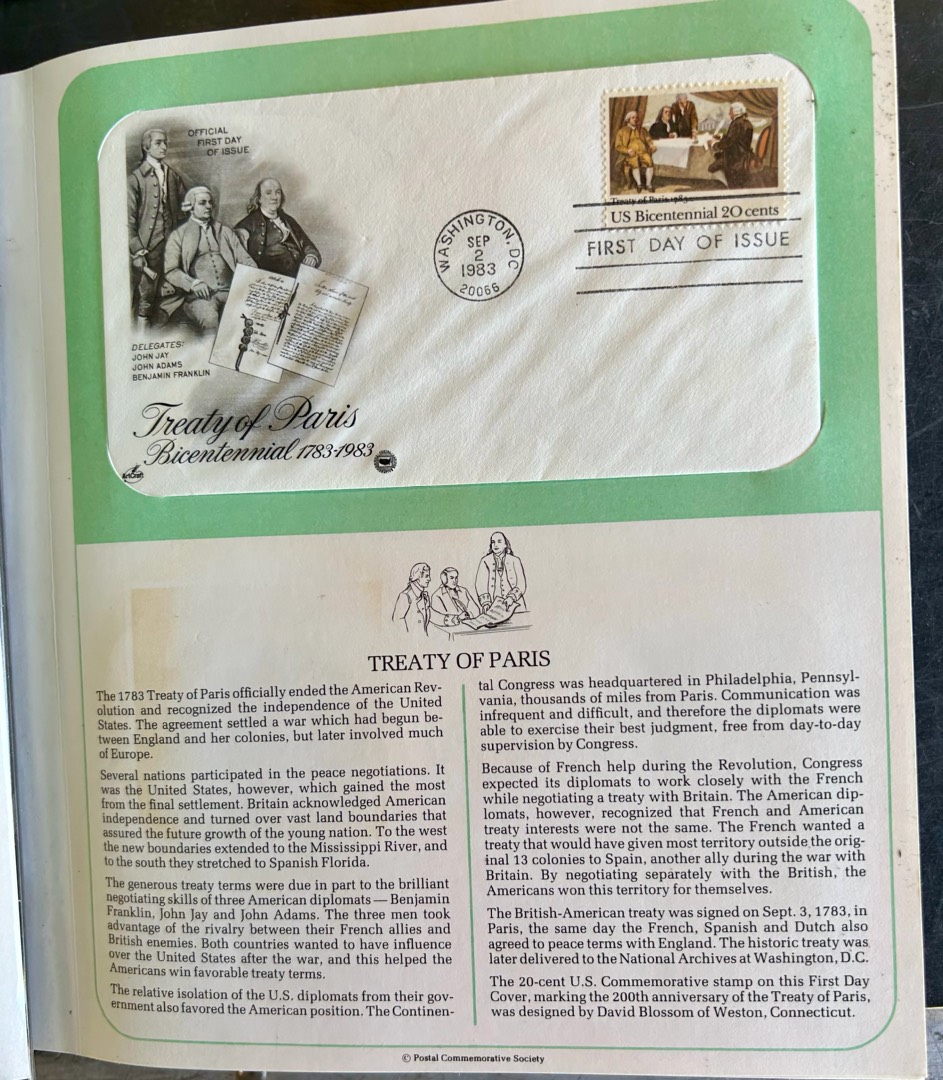 OFFICIAL
FIRST DAY
OF ISSUE
DELEGATES:
JOHN JAY
JOHN ADAMS
BENJAMIN FRANKLIN
Treaty of Paris
Bicentennial 1783-1983
ArtCraft
WASHINGTON, DC
SEP
2
1983
20066
Treaty of Paris 1783
US Bicentennial 20 cents
FIRST DAY OF ISSUE
TREATY OF PARIS
The 1783 Treaty of Paris officially ended the American Rev-
olution and recognized the independence of the United
States. The agreement settled a war which had begun be-
tween England and her colonies, but later involved much
of Europe.
Several nations participated in the peace negotiations. It
was the United States, however, which gained the most
from the final settlement. Britain acknowledged American
independence and turned over vast land boundaries that
assured the future growth of the young nation. To the west
the new boundaries extended to the Mississippi River, and
to the south they stretched to Spanish Florida.
The generous treaty terms were due in part to the brilliant
negotiating skills of three American diplomats — Benjamin
Franklin, John Jay and John Adams. The three men took
advantage of the rivalry between their French allies and
British enemies. Both countries wanted to have influence
over the United States after the war, and this helped the
Americans win favorable treaty terms.
The relative isolation of the U.S. diplomats from their gov-
ernment also favored the American position. The Continen-
tal Congress was headquartered in Philadelphia, Pennsyl-
vania, thousands of miles from Paris. Communication was
infrequent and difficult, and therefore the diplomats were
able to exercise their best judgment, free from day-to-day
supervision by Congress.
Because of French help during the Revolution, Congress
expected its diplomats to work closely with the French
while negotiating a treaty with Britain. The American dip-
lomats, however, recognized that French and American
treaty interests were not the same. The French wanted a
treaty that would have given most territory outside the orig-
inal 13 colonies to Spain, another ally during the war with
Britain. By negotiating separately with the British, the
Americans won this territory for themselves.
The British-American treaty was signed on Sept. 3, 1783, in
Paris, the same day the French, Spanish and Dutch also
agreed to peace terms with England. The historic treaty was
later delivered to the National Archives at Washington, D.C.
The 20-cent U.S. Commemorative stamp on this First Day
Cover, marking the 200th anniversary of the Treaty of Paris,
was designed by David Blossom of Weston, Connecticut.
© Postal Commemorative Society